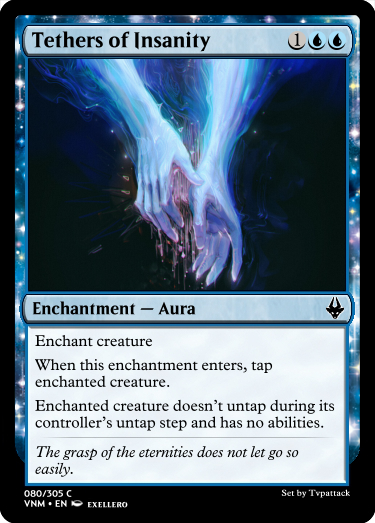 Tethers of Insanity 1
Enchantment — Aura
Enchant creature
When this enchantment enters, tap
enchanted creature.
Enchanted creature doesn't untap during its
controller's untap step and has no abilities.
The grasp of the eternities does not let go so
easily.
080/305 C Set by Tvpattack
VNM • EN EXELLERO